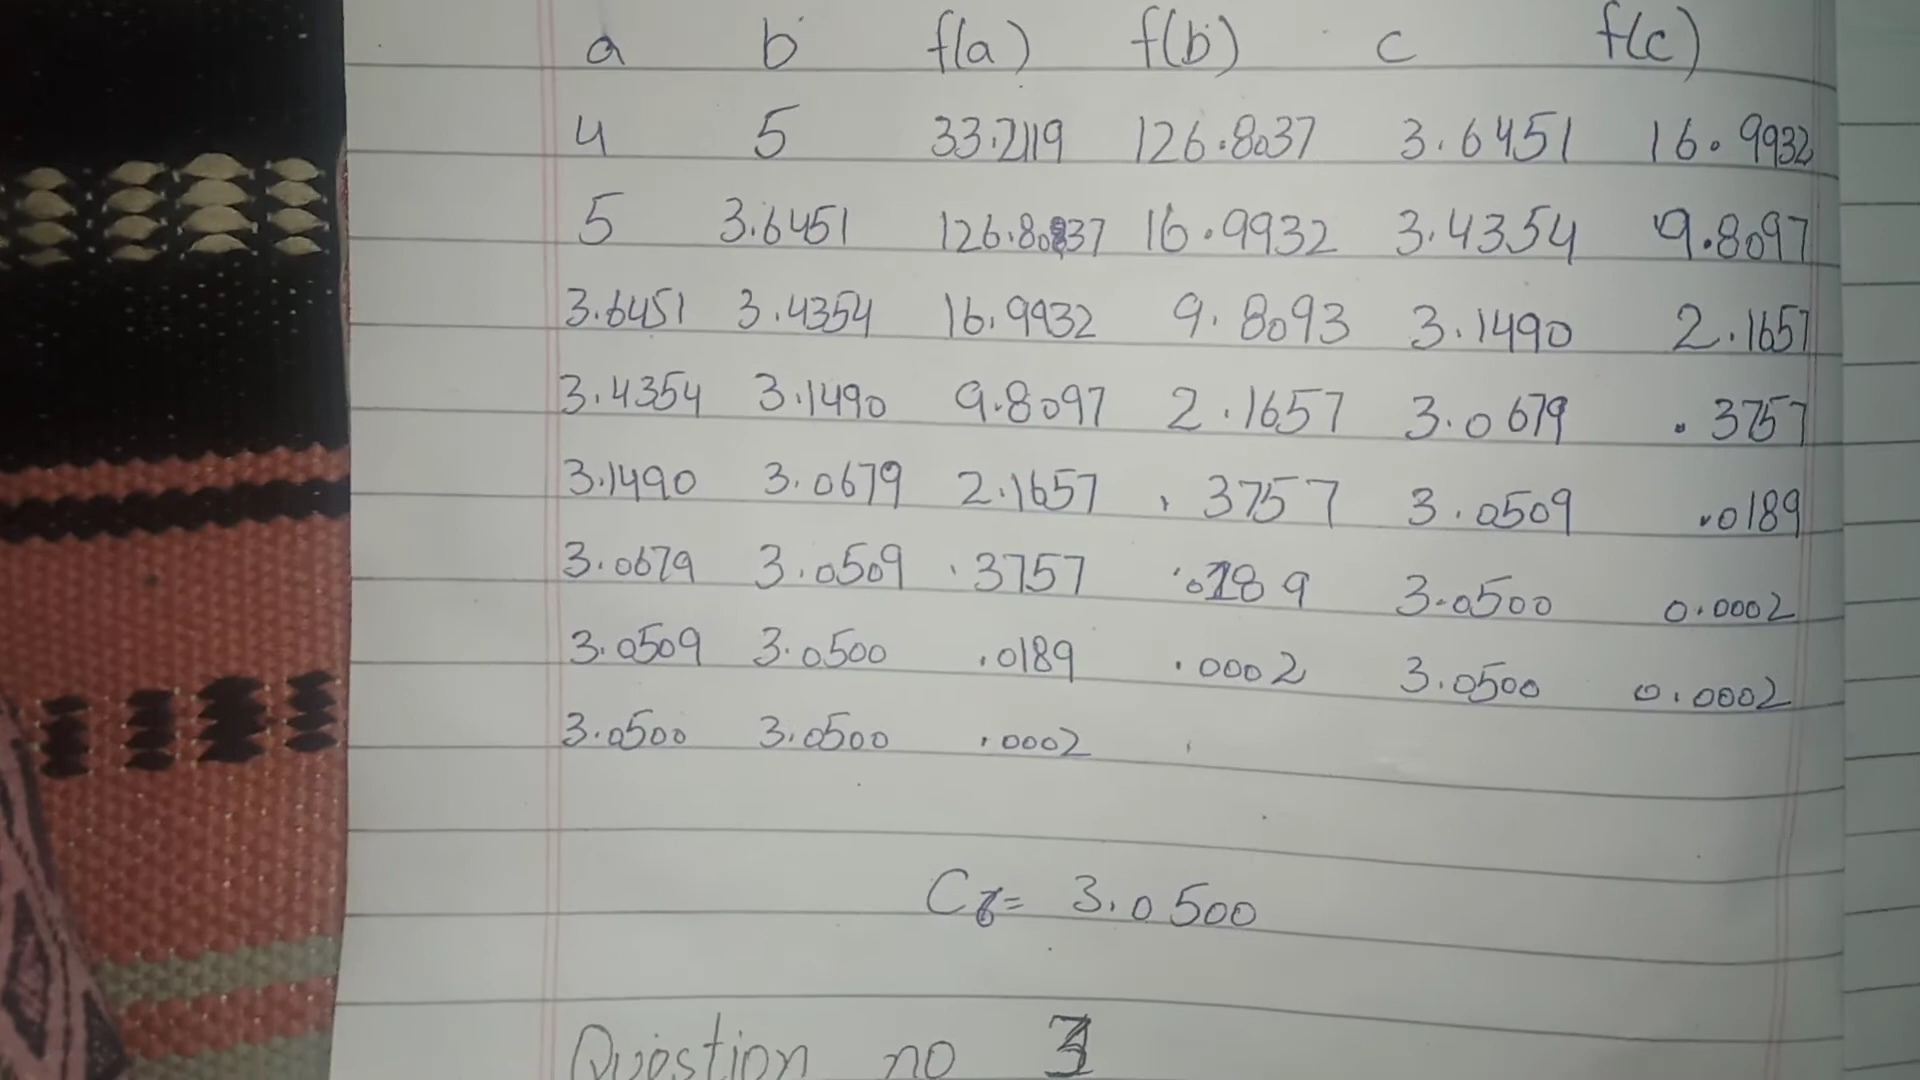 a b f(a) f(b) c f(c)
4 5 33.2119 126.8037 3.6451 16.9932
5 3.6451 126.80837 16.9932 3.4354 9.8097
3.6451 3.4354 16.9932 9.8093 3.1490 2.1657
3.4354 3.1490 9.8097 2.1657 3.0679 .3757
3.1490 3.0679 2.1657 .3757 3.0509 .0189
3.0679 3.0509 .3757 .0189 3.0500 0.0002
3.0509 3.0500 .0189 .0002 3.0500 0.0002
3.0500 3.0500 .0002
C6= 3.0500
Quostion no 3